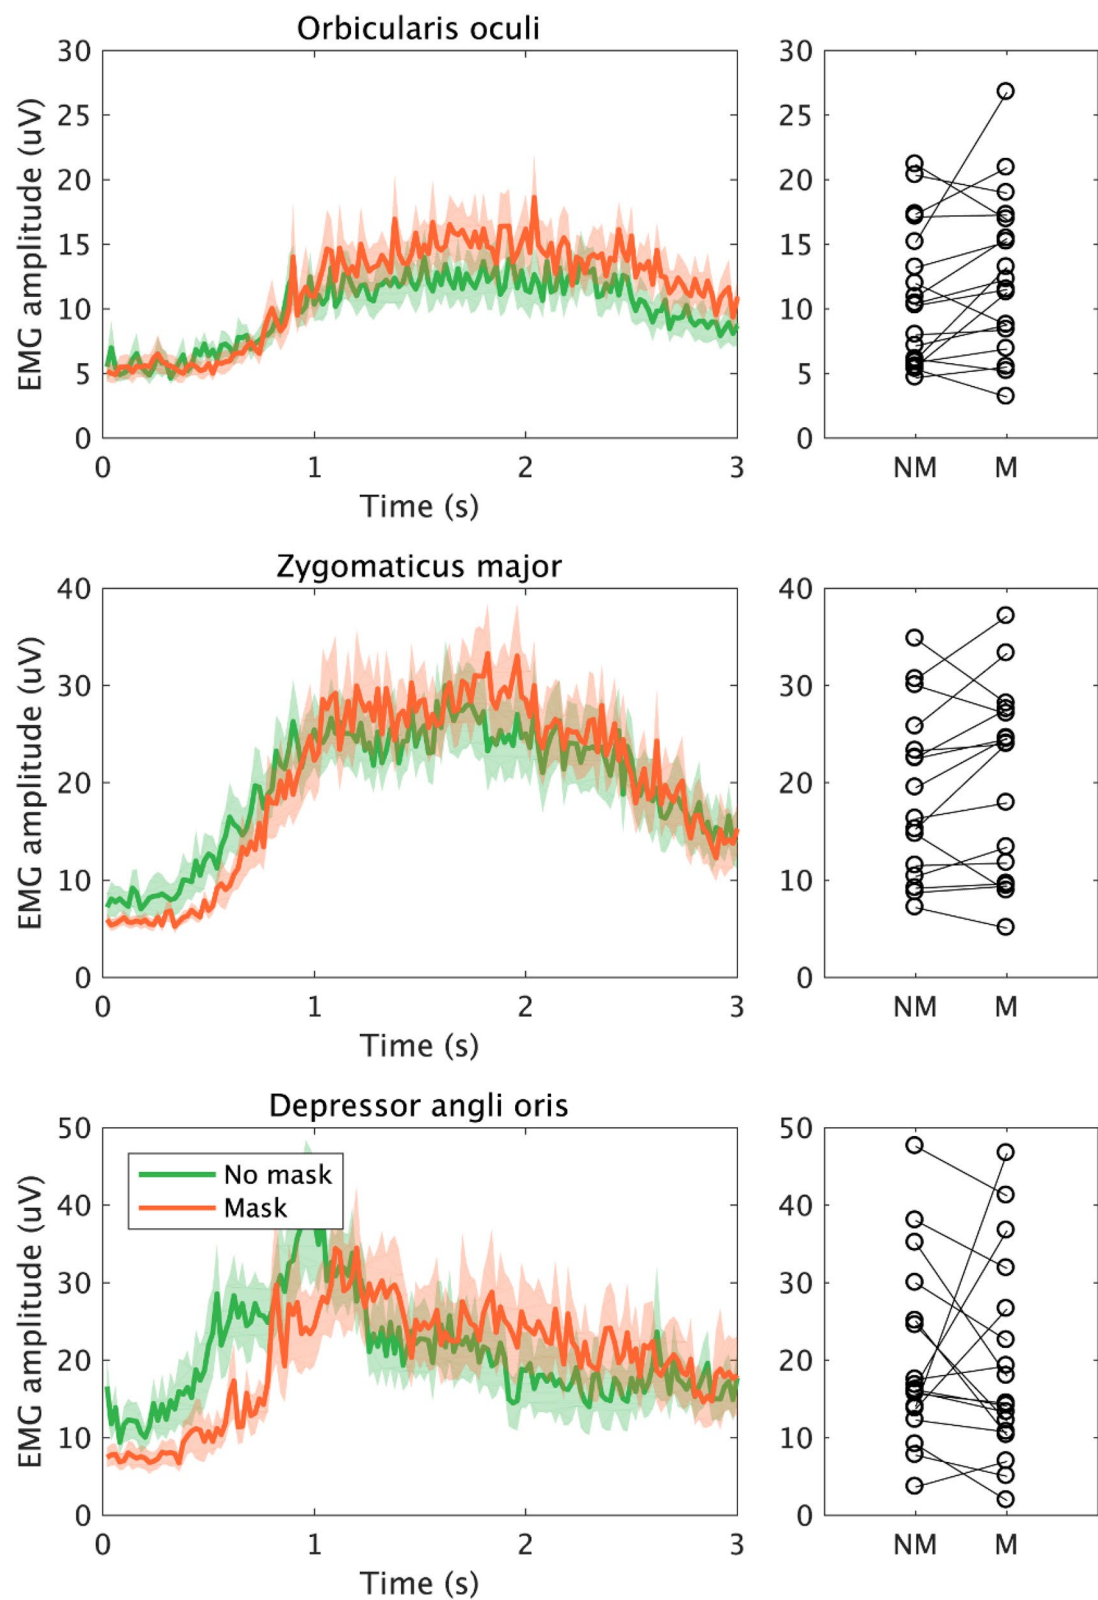 Orbicularis oculi
EMG amplitude (uV)
30
25
20
15
10
5
0
0 1 2 3
Time (s)
30
25
20
15
10
5
0
NM M
Zygomaticus major
EMG amplitude (uV)
40
30
20
10
0
0 1 2 3
Time (s)
40
30
20
10
0
NM M
Depressor angli oris
EMG amplitude (uV)
50
40
30
20
10
0
No mask
Mask
0 1 2 3
Time (s)
50
40
30
20
10
0
NM M